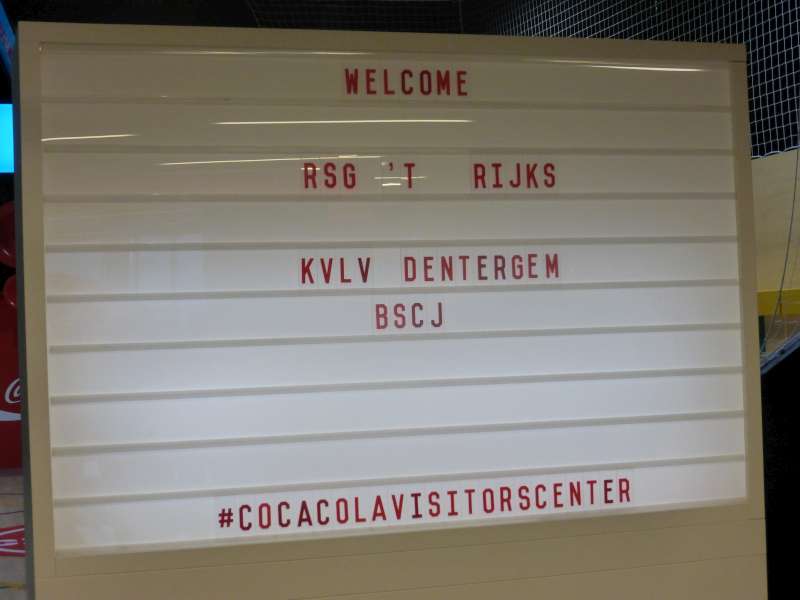 WELCOME
RSG 'T RIJKS
KVLV DENTERGEM
BSCJ
#COCACOLAVISITORSCENTER